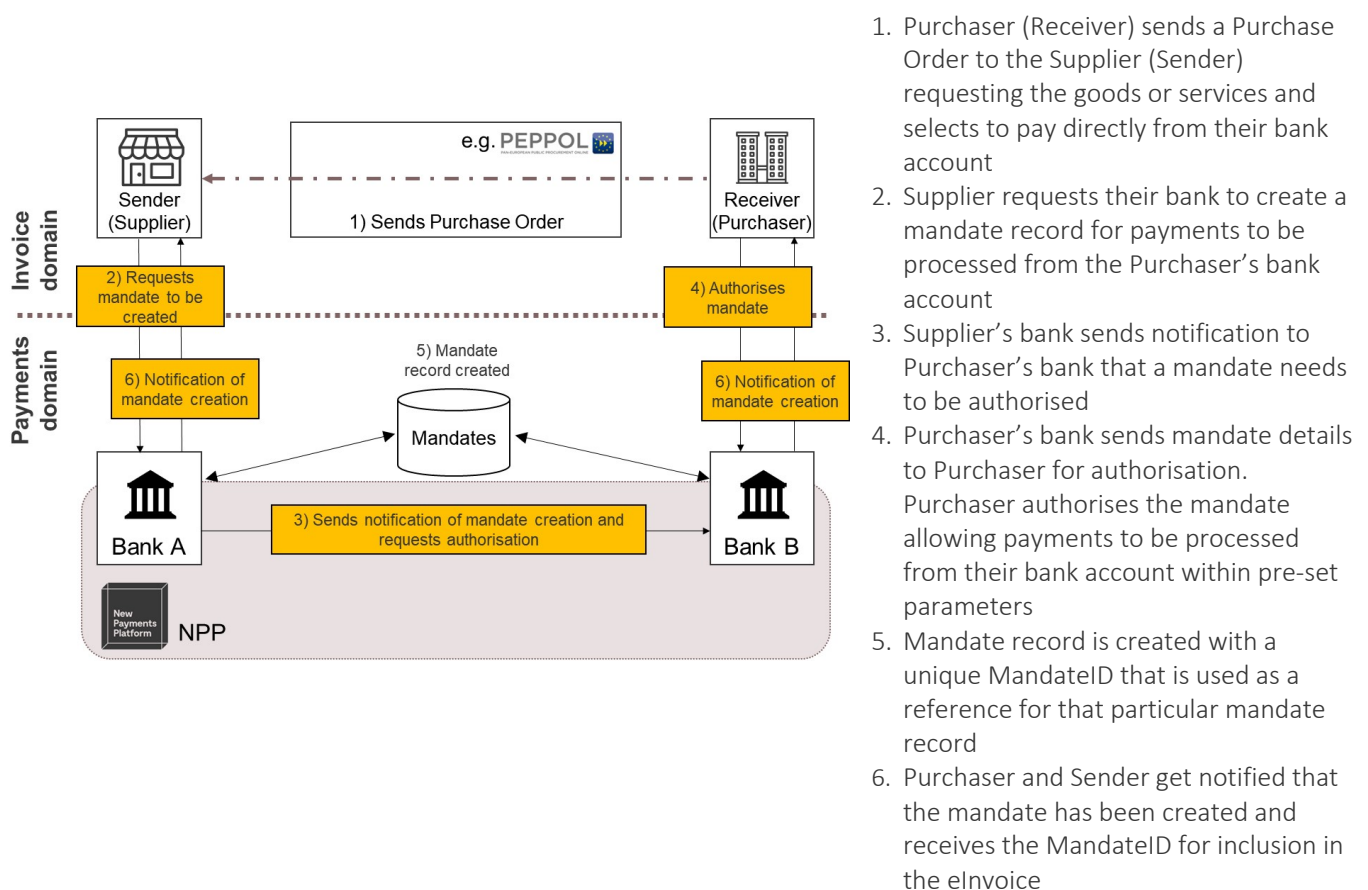 e.g. PEPPOL
PAN-EUROPEAN PUBLIC PROCUREMENT ONLINE
Sender
(Supplier)
1) Sends Purchase Order
Receiver
(Purchaser)
Invoice
domain
2) Requests
mandate to be
created
4) Authorises
mandate
Payments
domain
5) Mandate
record created
6) Notification of
mandate creation
6) Notification of
mandate creation
Mandates
3) Sends notification of mandate creation and
requests authorisation
Bank A
Bank B
New
Payments
Platform
NPP
1. Purchaser (Receiver) sends a Purchase
Order to the Supplier (Sender)
requesting the goods or services and
selects to pay directly from their bank
account
2. Supplier requests their bank to create a
mandate record for payments to be
processed from the Purchaser’s bank
account
3. Supplier’s bank sends notification to
Purchaser’s bank that a mandate needs
to be authorised
4. Purchaser’s bank sends mandate details
to Purchaser for authorisation.
Purchaser authorises the mandate
allowing payments to be processed
from their bank account within pre-set
parameters
5. Mandate record is created with a
unique MandateID that is used as a
reference for that particular mandate
record
6. Purchaser and Sender get notified that
the mandate has been created and
receives the MandateID for inclusion in
the eInvoice